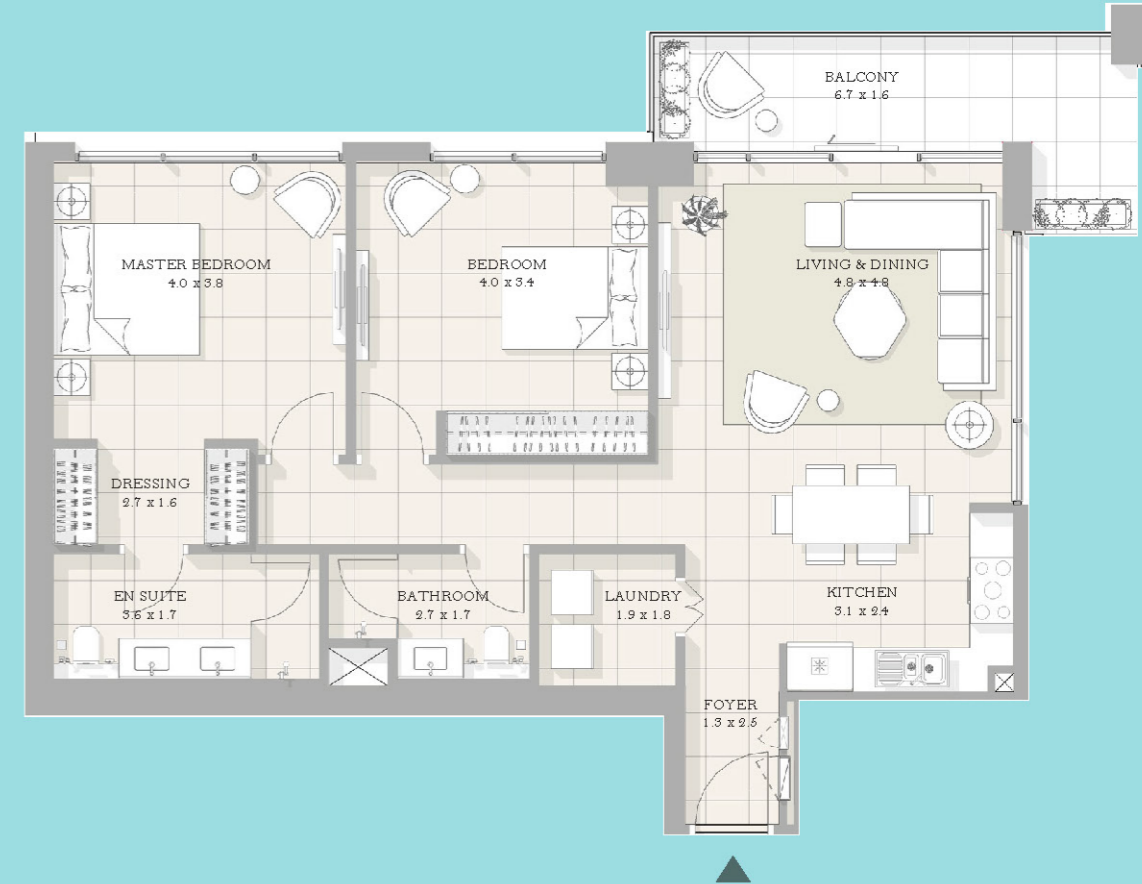 BALCONY
6.7 x 1.6
MASTER BEDROOM
4.0 x 3.8
BEDROOM
4.0 x 3.4
LIVING & DINING
4.8 x 4.8
DRESSING
2.7 x 1.6
EN SUITE
3.6 x 1.7
BATHROOM
2.7 x 1.7
LAUNDRY
1.9 x 1.8
KITCHEN
3.1 x 2.4
FOYER
1.3 x 2.5